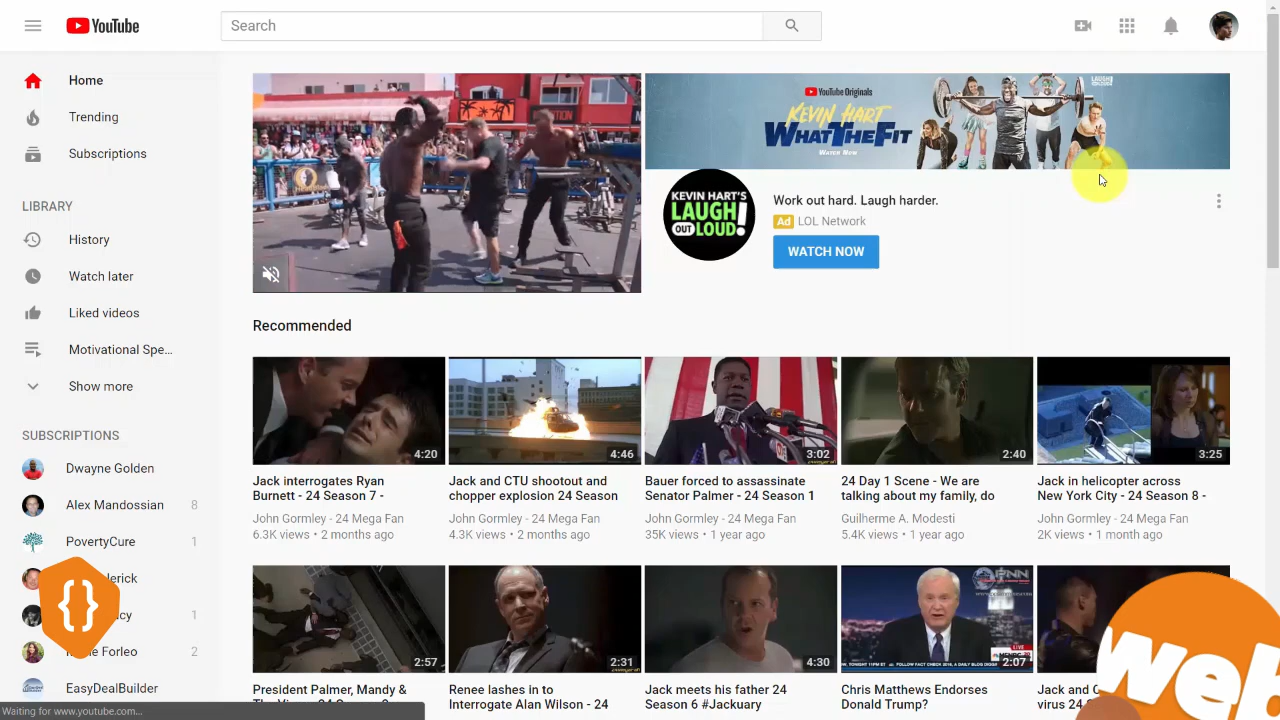 YouTube
Search
Home
Trending
Subscriptions
LIBRARY
History
Watch later
Liked videos
Motivational Spe...
Show more
SUBSCRIPTIONS
Dwayne Golden
Alex Mandossian 8
PovertyCure 1
1
Forleo 2
EasyDealBuilder
YouTube Originals
KEVIN HART
WHAT THE FIT
Watch Now
KEVIN HART'S
LAUGH
OUT LOUD!
Work out hard. Laugh harder.
Ad LOL Network
WATCH NOW
Recommended
4:20
4:46
3:02
2:40
3:25
Jack interrogates Ryan
Burnett - 24 Season 7 -
John Gormley - 24 Mega Fan
6.3K views • 2 months ago
Jack and CTU shootout and
chopper explosion 24 Season
John Gormley - 24 Mega Fan
4.3K views • 2 months ago
Bauer forced to assassinate
Senator Palmer - 24 Season 1
John Gormley - 24 Mega Fan
35K views • 1 year ago
24 Day 1 Scene - We are
talking about my family, do
Guilherme A. Modesti
5.4K views • 1 year ago
Jack in helicopter across
New York City - 24 Season 8 -
John Gormley - 24 Mega Fan
2K views • 1 month ago
2:57
2:31
4:30
PNN
2:07
President Palmer, Mandy &
Renee lashes in to
Interrogate Alan Wilson - 24
Jack meets his father 24
Season 6 #Jackuary
Chris Matthews Endorses
Donald Trump?
Jack and
virus 24
Waiting for www.youtube.com...
{}
web